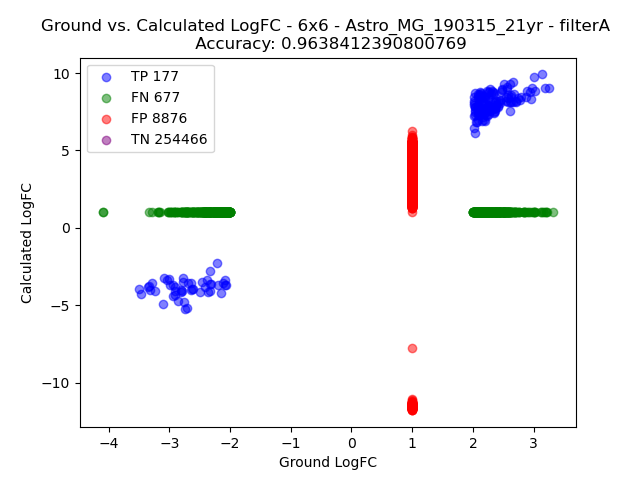 Ground vs. Calculated LogFC - 6x6 - Astro_MG_190315_21yr - filterA
Accuracy: 0.9638412390800769
TP 177
FN 677
FP 8876
TN 254466
10
5
0
−5
−10
Calculated LogFC
−4 −3 −2 −1 0 1 2 3
Ground LogFC